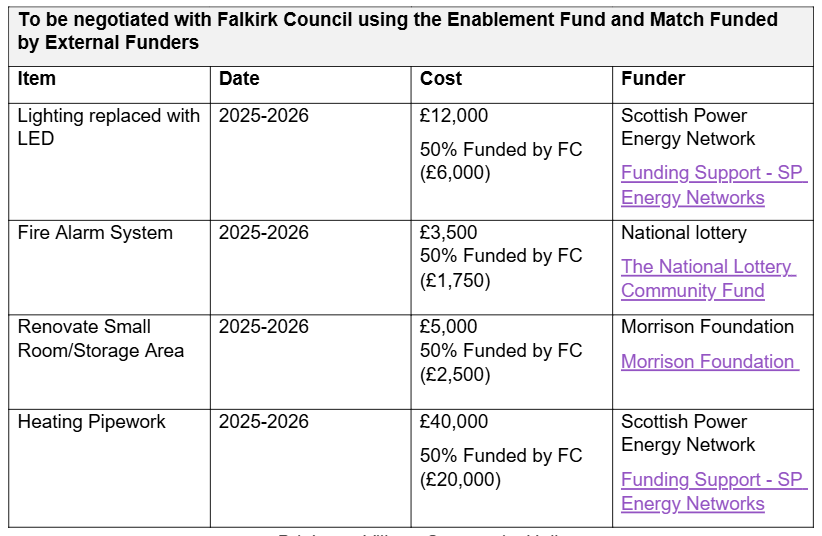 To be negotiated with Falkirk Council using the Enablement Fund and Match Funded
by External Funders
Item Date Cost Funder
Lighting replaced with
LED
2025-2026
£12,000
50% Funded by FC
(£6,000)
Scottish Power
Energy Network
Funding Support - SP
Energy Networks
Fire Alarm System
2025-2026
£3,500
50% Funded by FC
(£1,750)
National lottery
The National Lottery
Community Fund
Renovate Small
Room/Storage Area
2025-2026
£5,000
50% Funded by FC
(£2,500)
Morrison Foundation
Morrison Foundation
Heating Pipework
2025-2026
£40,000
50% Funded by FC
(£20,000)
Scottish Power
Energy Network
Funding Support - SP
Energy Networks